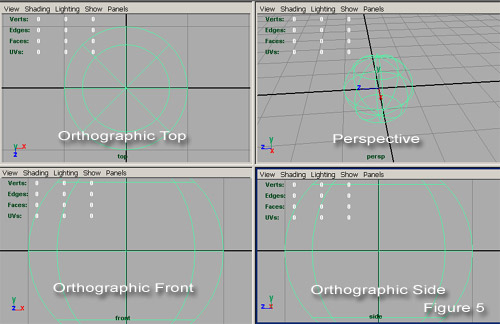 View Shading Lighting Show Panels
Verts: 0 0 0
Edges: 0 0 0
Faces: 0 0 0
UVs: 0 0 0
Orthographic Top
y
z x
top
View Shading Lighting Show Panels
Verts: 0 0 0
Edges: 0 0 0
Faces: 0 0 0
UVs: 0 0 0
y
z
x
Perspective
y
z x
persp
View Shading Lighting Show Panels
Verts: 0 0 0
Edges: 0 0 0
Faces: 0 0 0
UVs: 0 0 0
Orthographic Front
y
z x
front
View Shading Lighting Show Panels
Verts: 0 0 0
Edges: 0 0 0
Faces: 0 0 0
UVs: 0 0 0
Orthographic Side
y
z x
side
Figure 5